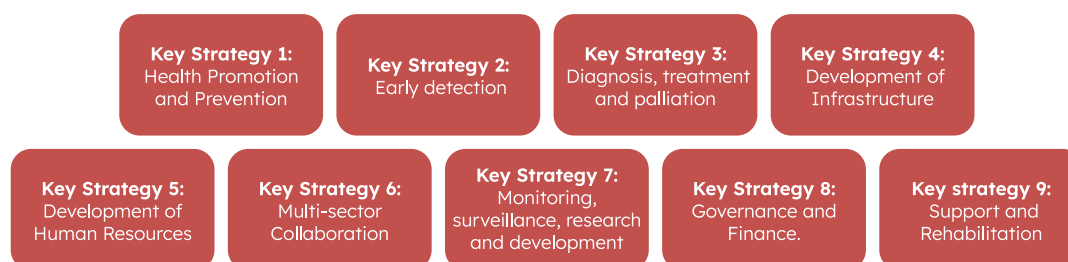 Key Strategy 1:
Health Promotion
and Prevention
Key Strategy 2:
Early detection
Key Strategy 3:
Diagnosis, treatment
and palliation
Key Strategy 4:
Development of
Infrastructure
Key Strategy 5:
Development of
Human Resources
Key Strategy 6:
Multi-sector
Collaboration
Key Strategy 7:
Monitoring,
surveillance, research
and development
Key Strategy 8:
Governance and
Finance.
Key strategy 9:
Support and
Rehabilitation